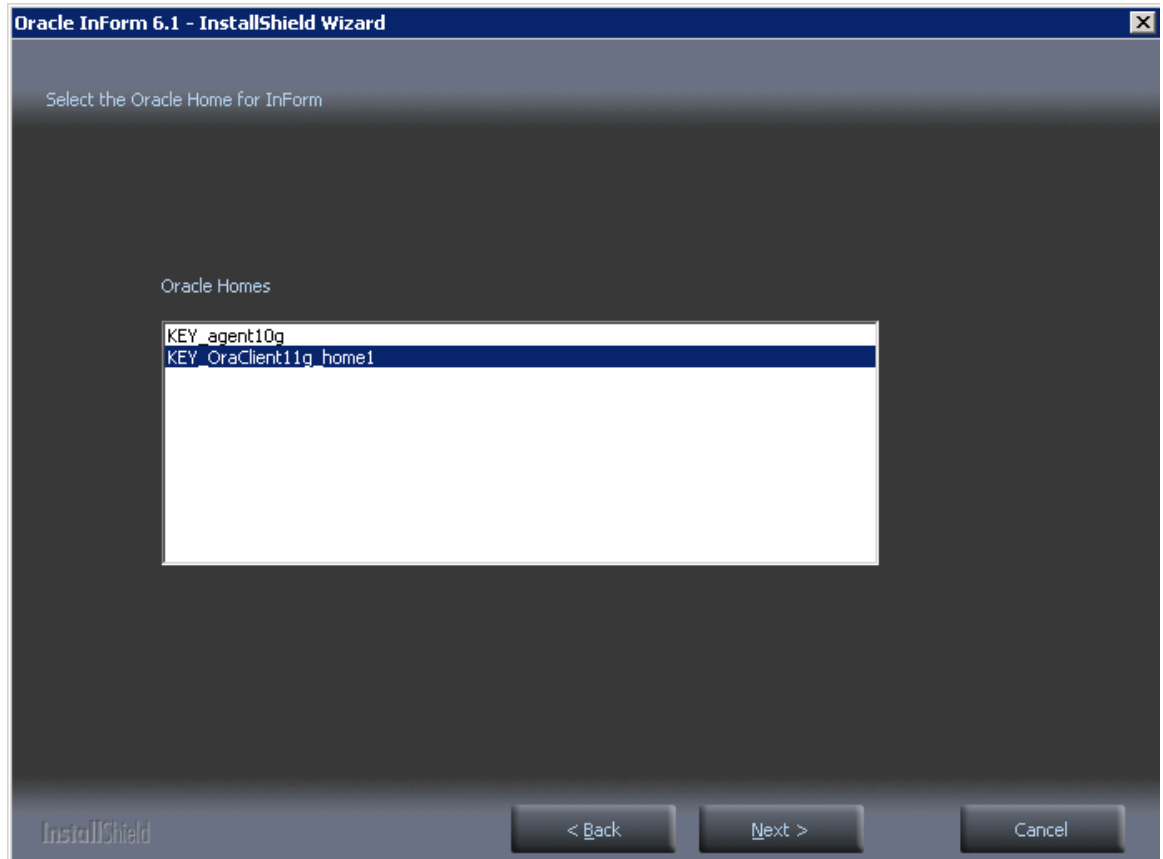 Oracle InForm 6.1 - InstallShield Wizard
Select the Oracle Home for InForm
Oracle Homes
KEY_agent10g
KEY_OraClient11g_home1
InstallShield
< Back
Next >
Cancel